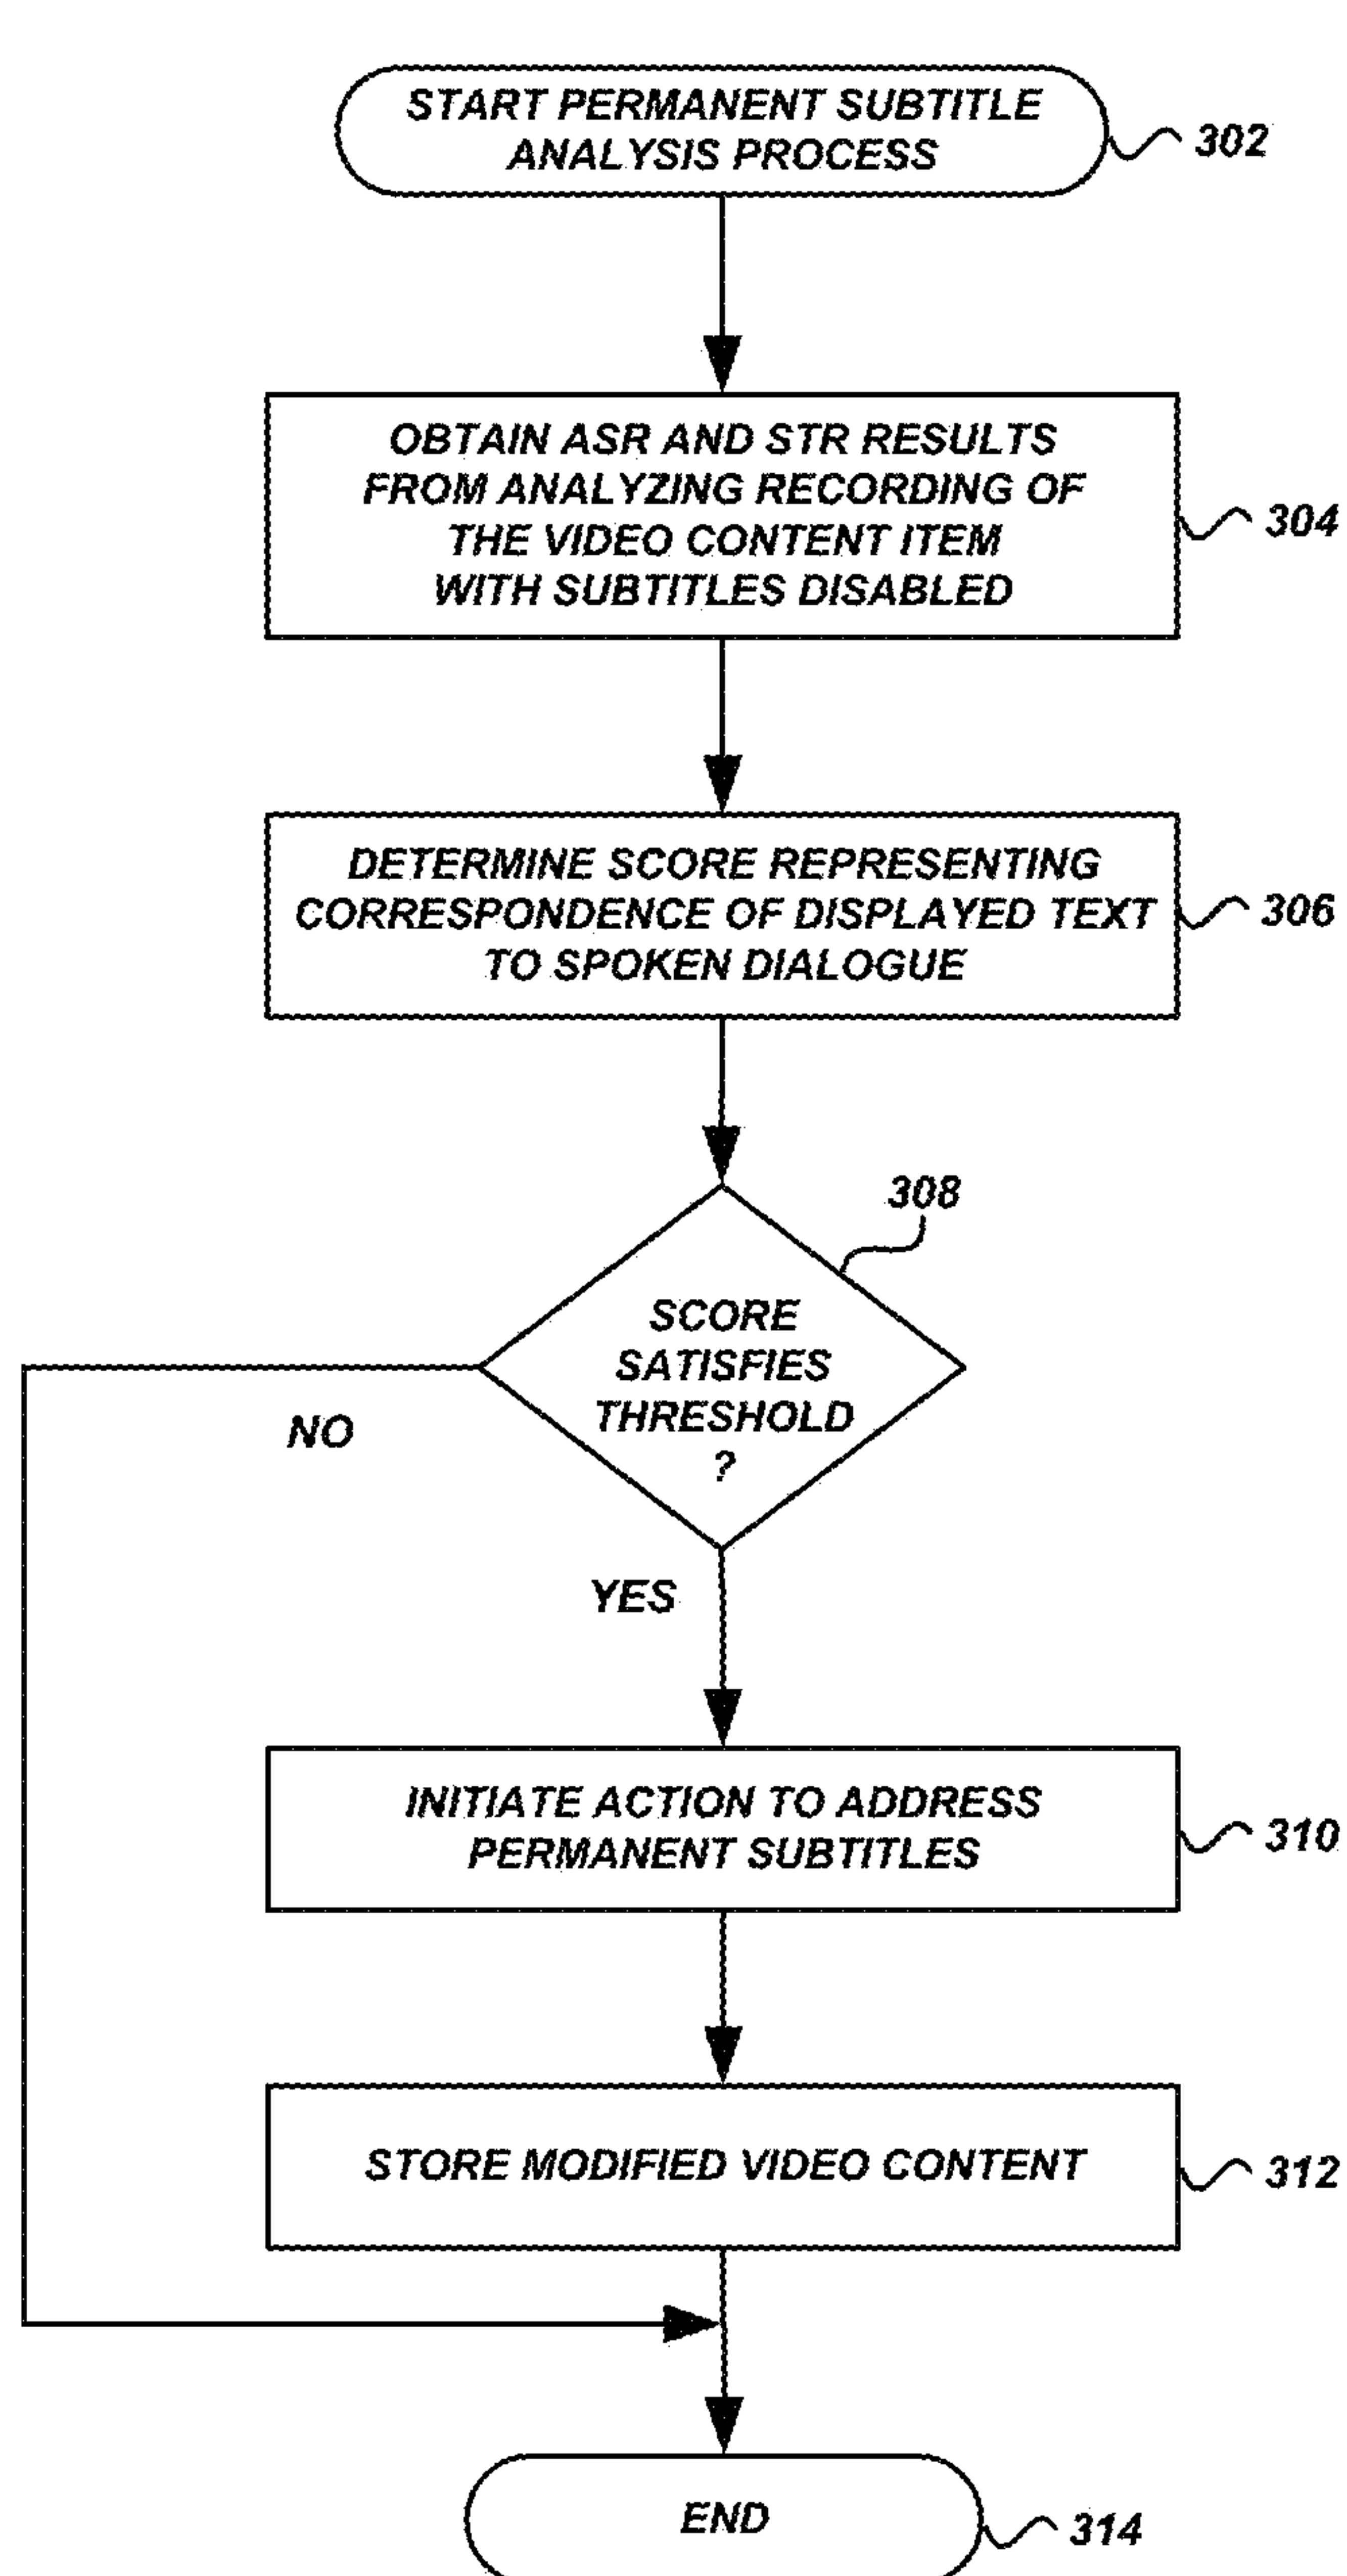 START PERMANENT SUBTITLE
ANALYSIS PROCESS
302
OBTAIN ASR AND STR RESULTS
FROM ANALYZING RECORDING OF
THE VIDEO CONTENT ITEM
WITH SUBTITLES DISABLED
304
DETERMINE SCORE REPRESENTING
CORRESPONDENCE OF DISPLAYED TEXT
TO SPOKEN DIALOGUE
306
308
SCORE
SATISFIES
THRESHOLD
?
NO
YES
INITIATE ACTION TO ADDRESS
PERMANENT SUBTITLES
310
STORE MODIFIED VIDEO CONTENT
312
END
314